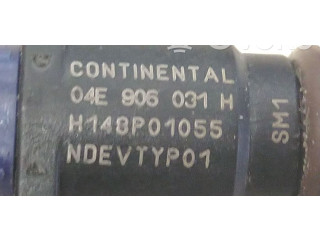 CONTINENTAL
04E 906 031 H
H148P01055
NDEVTYP01
SM1